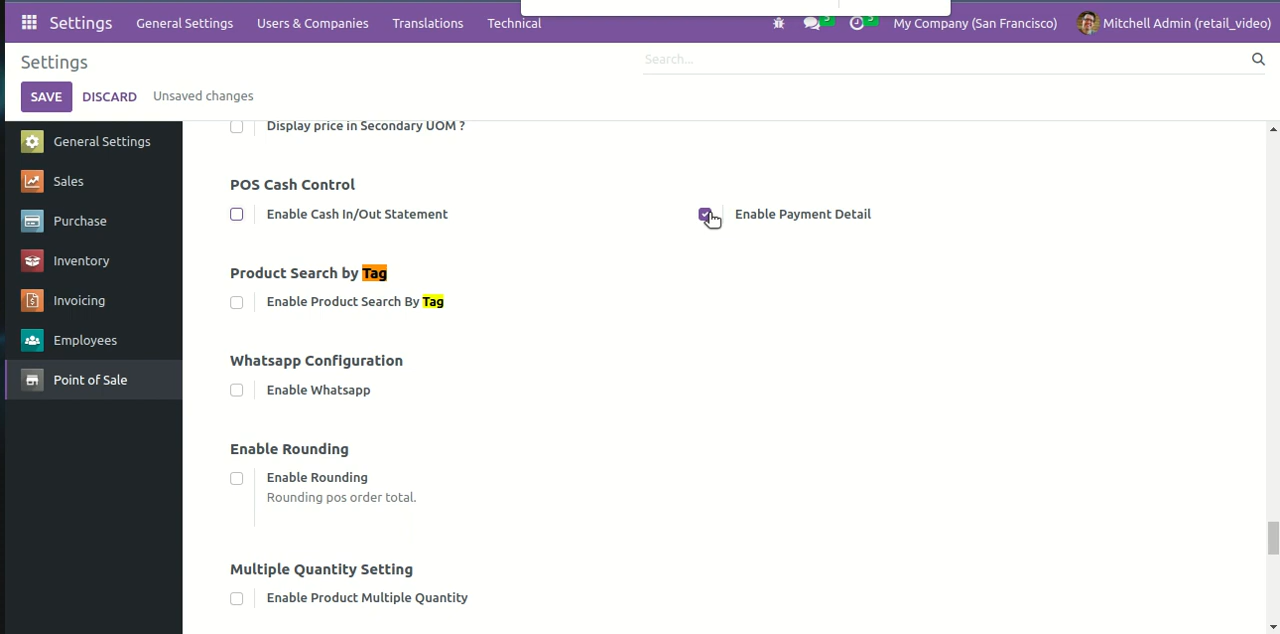 Settings General Settings Users & Companies Translations Technical My Company (San Francisco) Mitchell Admin (retail_video)
Settings
Search...
SAVE DISCARD Unsaved changes
General Settings
Sales
Purchase
Inventory
Invoicing
Employees
Point of Sale
Display price in Secondary UOM ?
POS Cash Control
Enable Cash In/Out Statement Enable Payment Detail
Product Search by Tag
Enable Product Search By Tag
Whatsapp Configuration
Enable Whatsapp
Enable Rounding
Enable Rounding
Rounding pos order total.
Multiple Quantity Setting
Enable Product Multiple Quantity